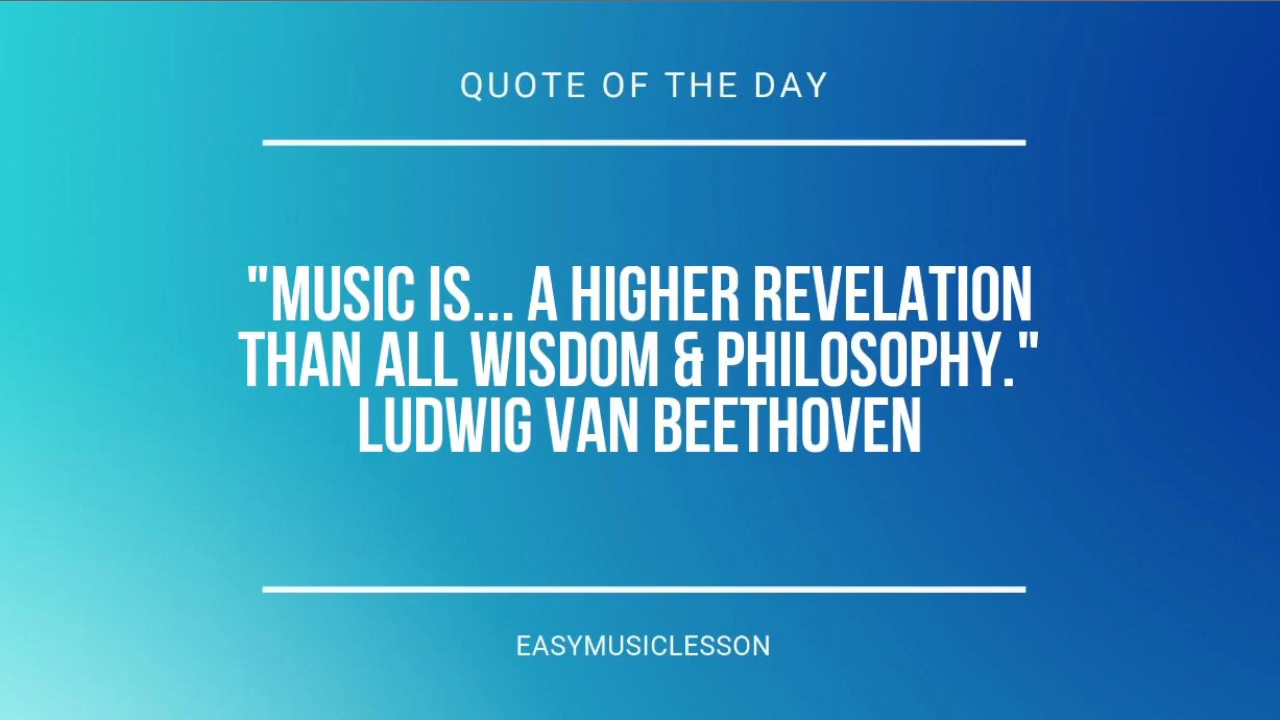 QUOTE OF THE DAY
"MUSIC IS... A HIGHER REVELATION
THAN ALL WISDOM & PHILOSOPHY."
LUDWIG VAN BEETHOVEN
EASYMUSICLESSON